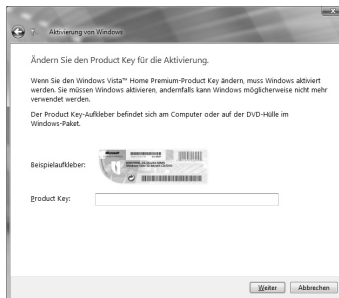 Aktivierung von Windows
Ändern Sie den Product Key für die Aktivierung.
Wenn Sie den Windows Vista™ Home Premium-Product Key ändern, muss Windows aktiviert
werden. Sie müssen Windows aktivieren, andernfalls kann Windows möglicherweise nicht mehr
verwendet werden.
Der Product Key-Aufkleber befindet sich am Computer oder auf der DVD-Hülle im
Windows-Paket.
Beispielaufkleber:
Product Key:
Weiter
Abbrechen